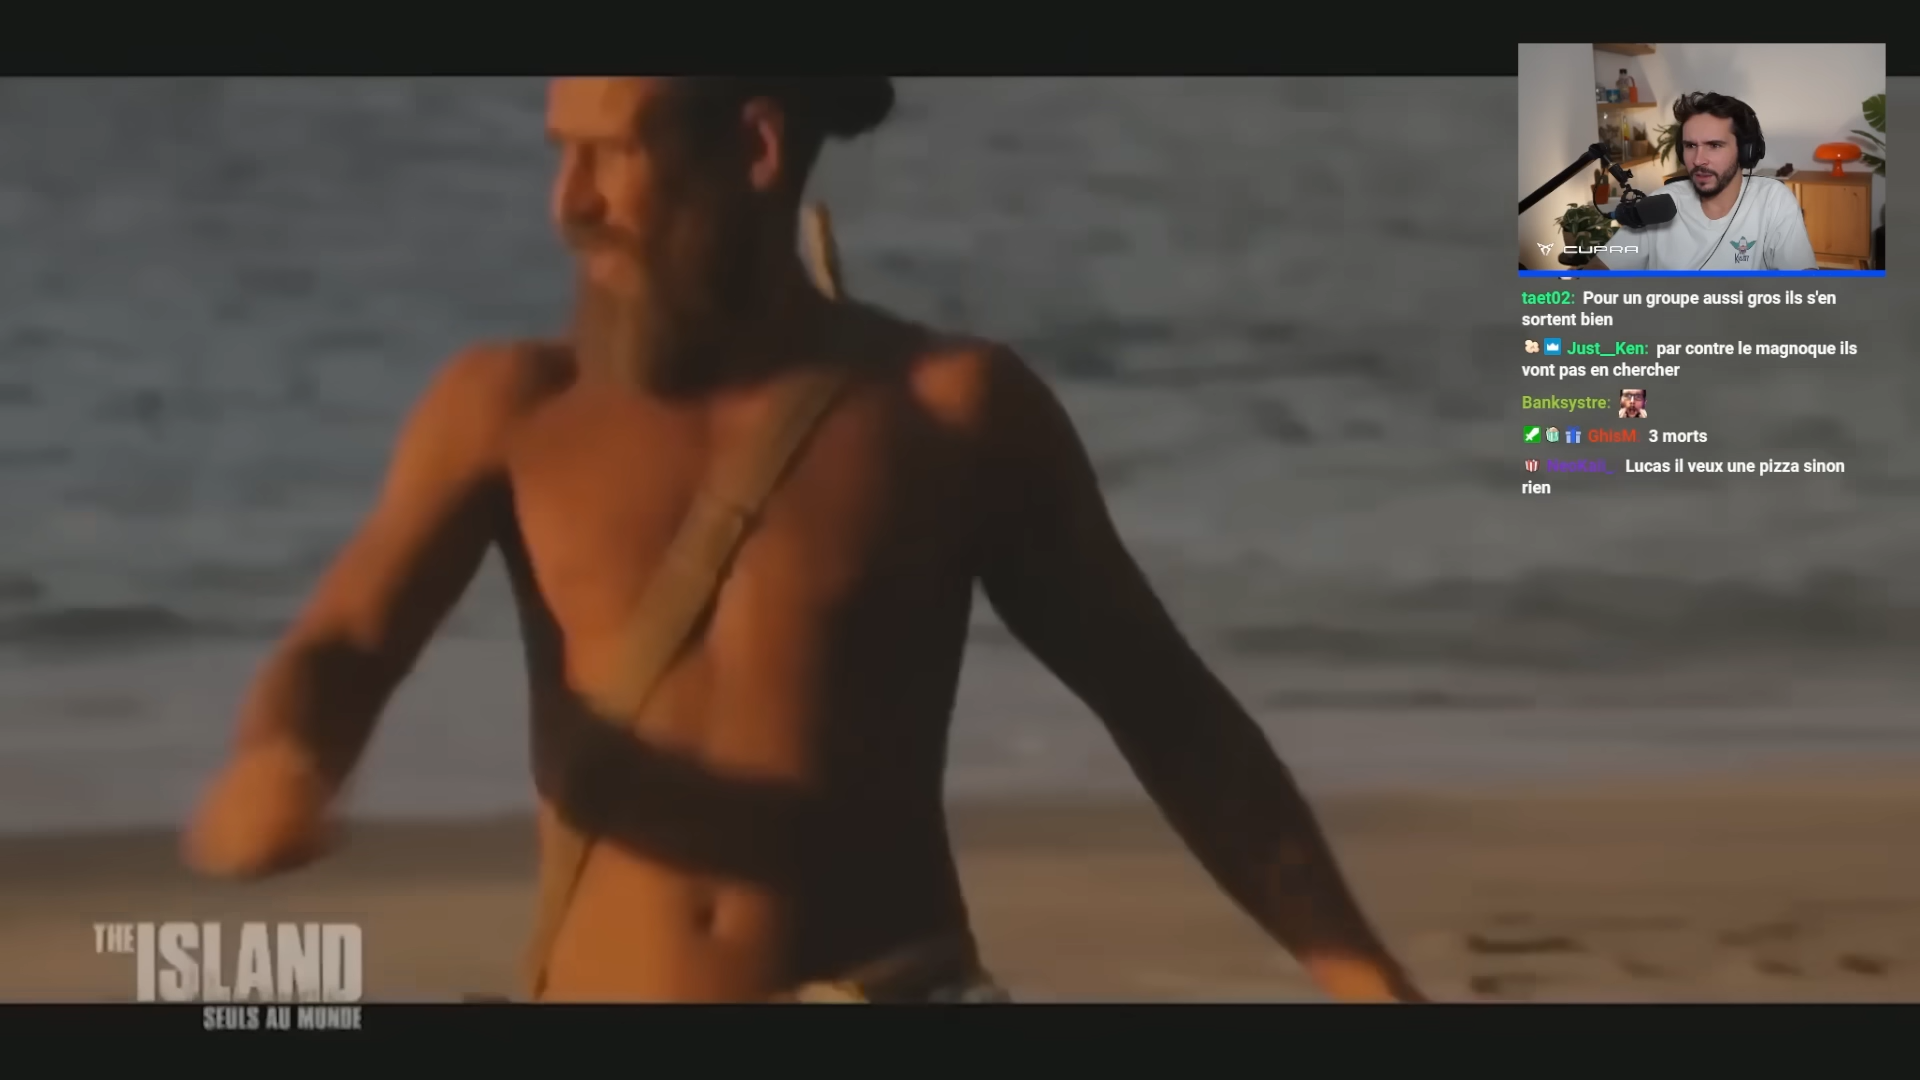 CUPRA
taet02: Pour un groupe aussi gros ils s'en
sortent bien
Just__Ken: par contre le magnoque ils
vont pas en chercher
Banksystre:
GhisM: 3 morts
Lucas il veux une pizza sinon
rien
THE ISLAND
SEULS AU MONDE